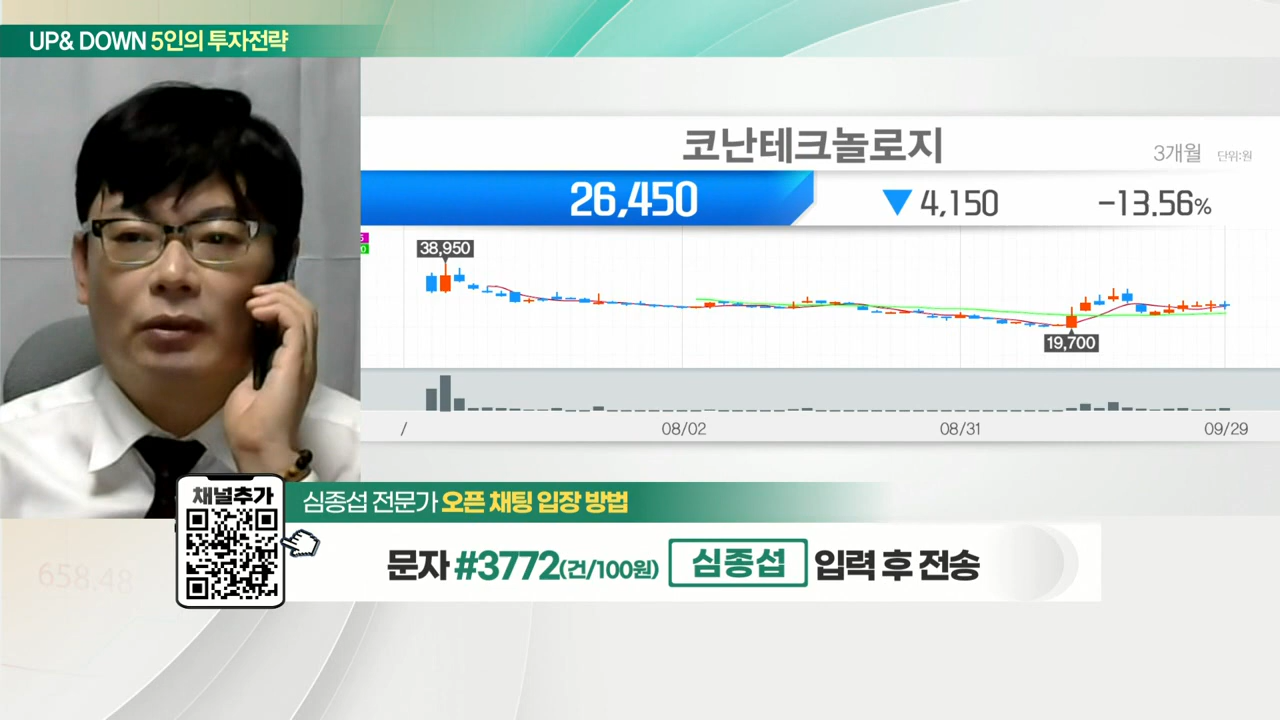 UP& DOWN 5인의 투자전략
코난테크놀로지
3개월 단위:원
26,450 ▼ 4,150 -13.56%
38,950
19,700
/ 08/02 08/31 09/29
채널추가
심종섭 전문가 오픈 채팅 입장 방법
문자 #3772(건/100원) 심종섭 입력 후 전송
658.48